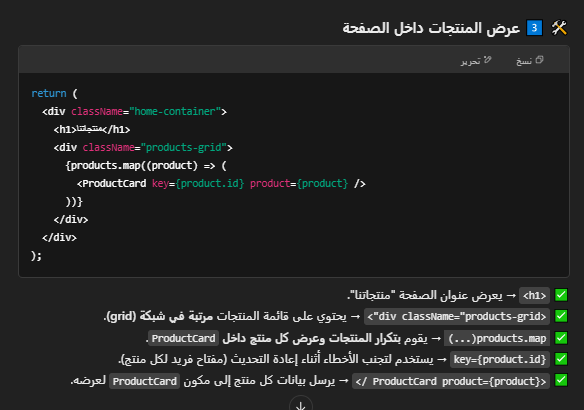 🛠️ 3️⃣ عرض المنتجات داخل الصفحة
نسخ تحرير
return (
<div className="home-container">
<h1>منتجاتنا</h1>
<div className="products-grid">
{products.map((product) => (
<ProductCard key={product.id} product={product} />
))}
</div>
</div>
);
✅ <h1> → يعرض عنوان الصفحة "منتجاتنا".
✅ <div className="products-grid"> → يحتوي على قائمة المنتجات مرتبة في شبكة (grid).
✅ products.map(...) → يقوم بتكرار المنتجات وعرض كل منتج داخل ProductCard.
✅ key={product.id} → يستخدم لتجنب الأخطاء أثناء إعادة التحديث (مفتاح فريد لكل منتج).
✅ <ProductCard product={product} /> → يرسل بيانات كل منتج إلى مكون ProductCard لعرضه.